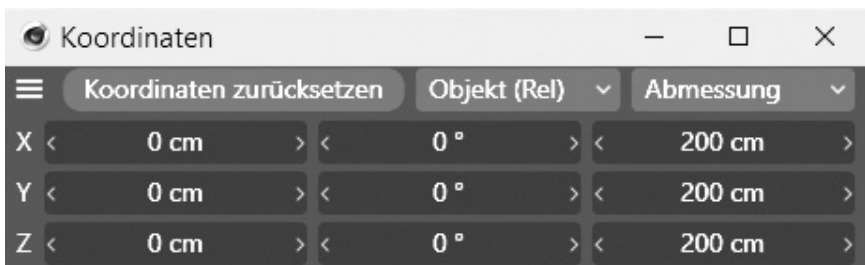 Koordinaten
Koordinaten zurücksetzen Objekt (Rel) Abmessung
X 0 cm 0 ° 200 cm
Y 0 cm 0 ° 200 cm
Z 0 cm 0 ° 200 cm